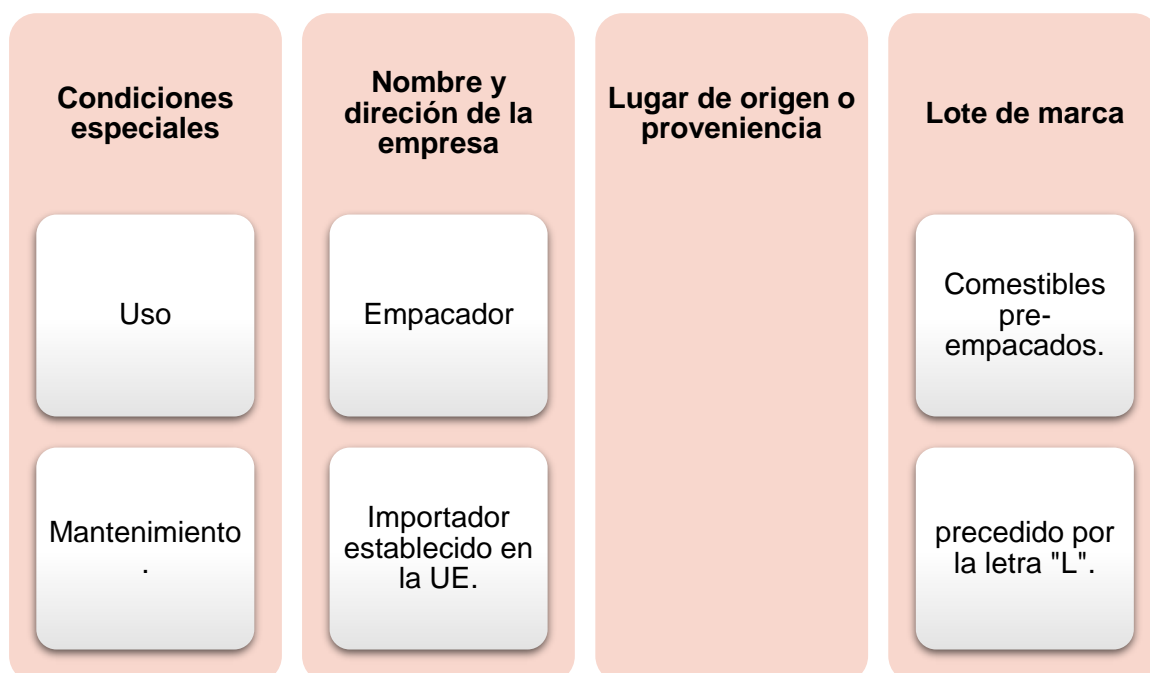 Condiciones
especiales
Uso
Mantenimiento
.
Nombre y
direción de la
empresa
Empacador
Importador
establecido en
la UE.
Lugar de origen o
proveniencia
Lote de marca
Comestibles
pre-
empacados.
precedido por
la letra "L".